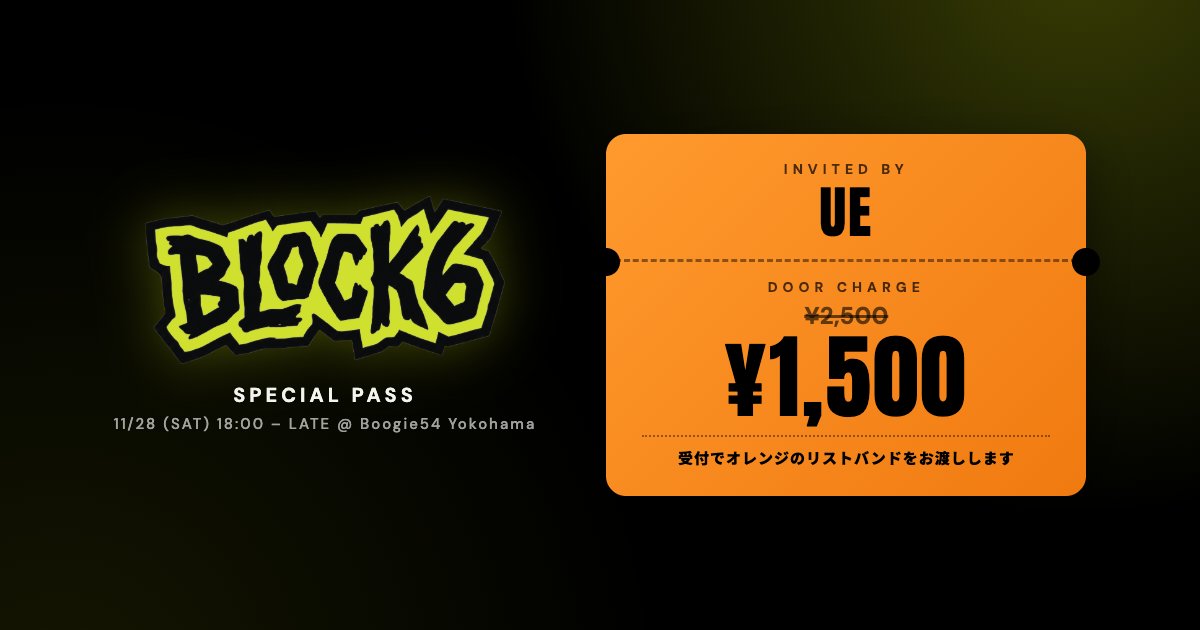 BLOCK6
SPECIAL PASS
11/28 (SAT) 18:00 – LATE @ Boogie54 Yokohama
INVITED BY
UE
DOOR CHARGE
¥2,500
¥1,500
受付でオレンジのリストバンドをお渡しします